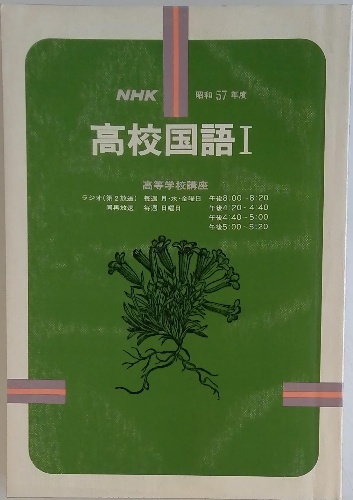 NHK 昭和57年度
高校国語I
高等学校講座
ラジオ(第2放送) 毎週 月・水・金曜日 午後8:00-8:20
同再放送 毎週 日曜日 午後4:20-4:40
午後4:40-5:00
午後5:00-5:20